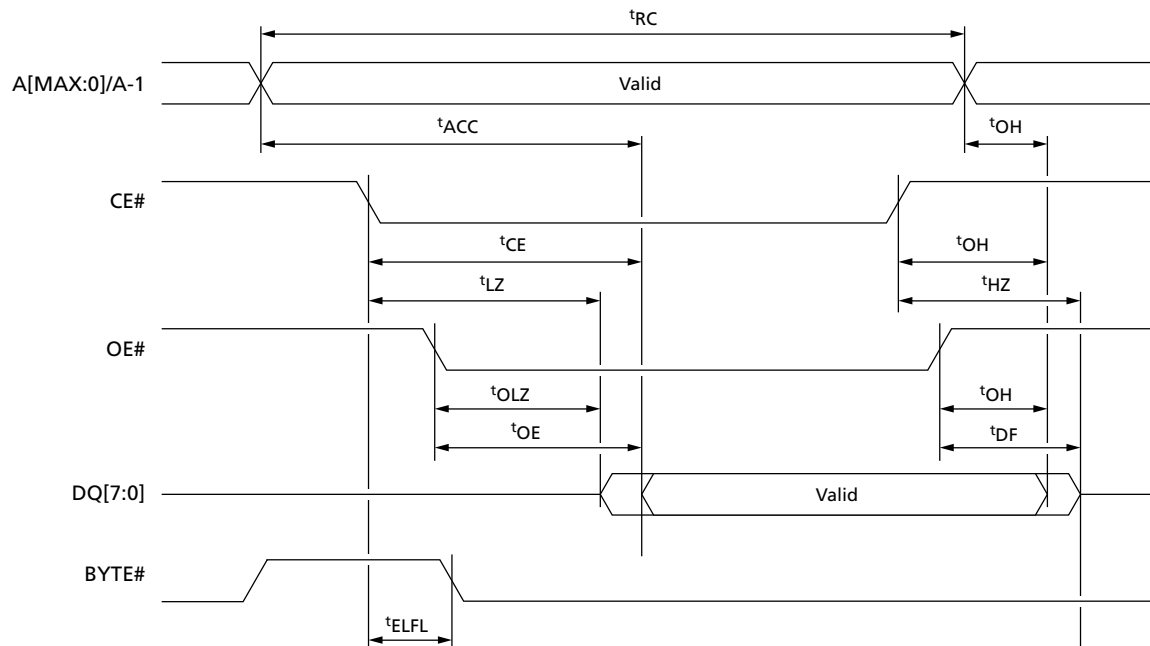 tRC
A[MAX:0]/A-1 Valid
tACC tOH
CE#
tCE tOH
tLZ tHZ
OE#
tOLZ tOH
tOE tDF
DQ[7:0] Valid
BYTE#
tELFL